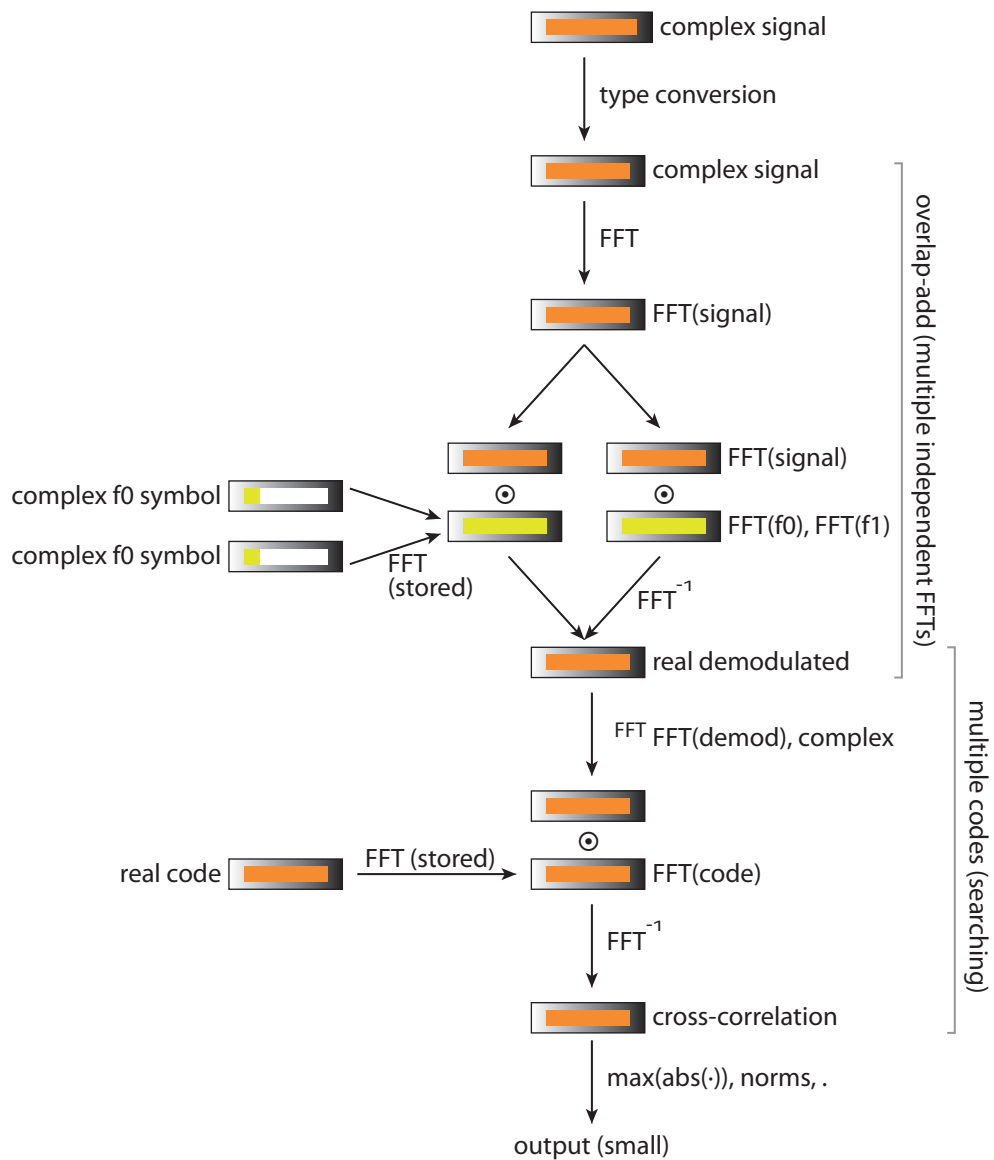 complex signal
type conversion
complex signal
FFT
FFT(signal)
FFT(signal)
complex f0 symbol
FFT(f0), FFT(f1)
complex f0 symbol
FFT
(stored)
FFT⁻¹
real demodulated
overlap-add (multiple independent FFTs)
FFT FFT(demod), complex
real code
FFT (stored)
FFT(code)
FFT⁻¹
cross-correlation
multiple codes (searching)
max(abs(·)), norms, .
output (small)